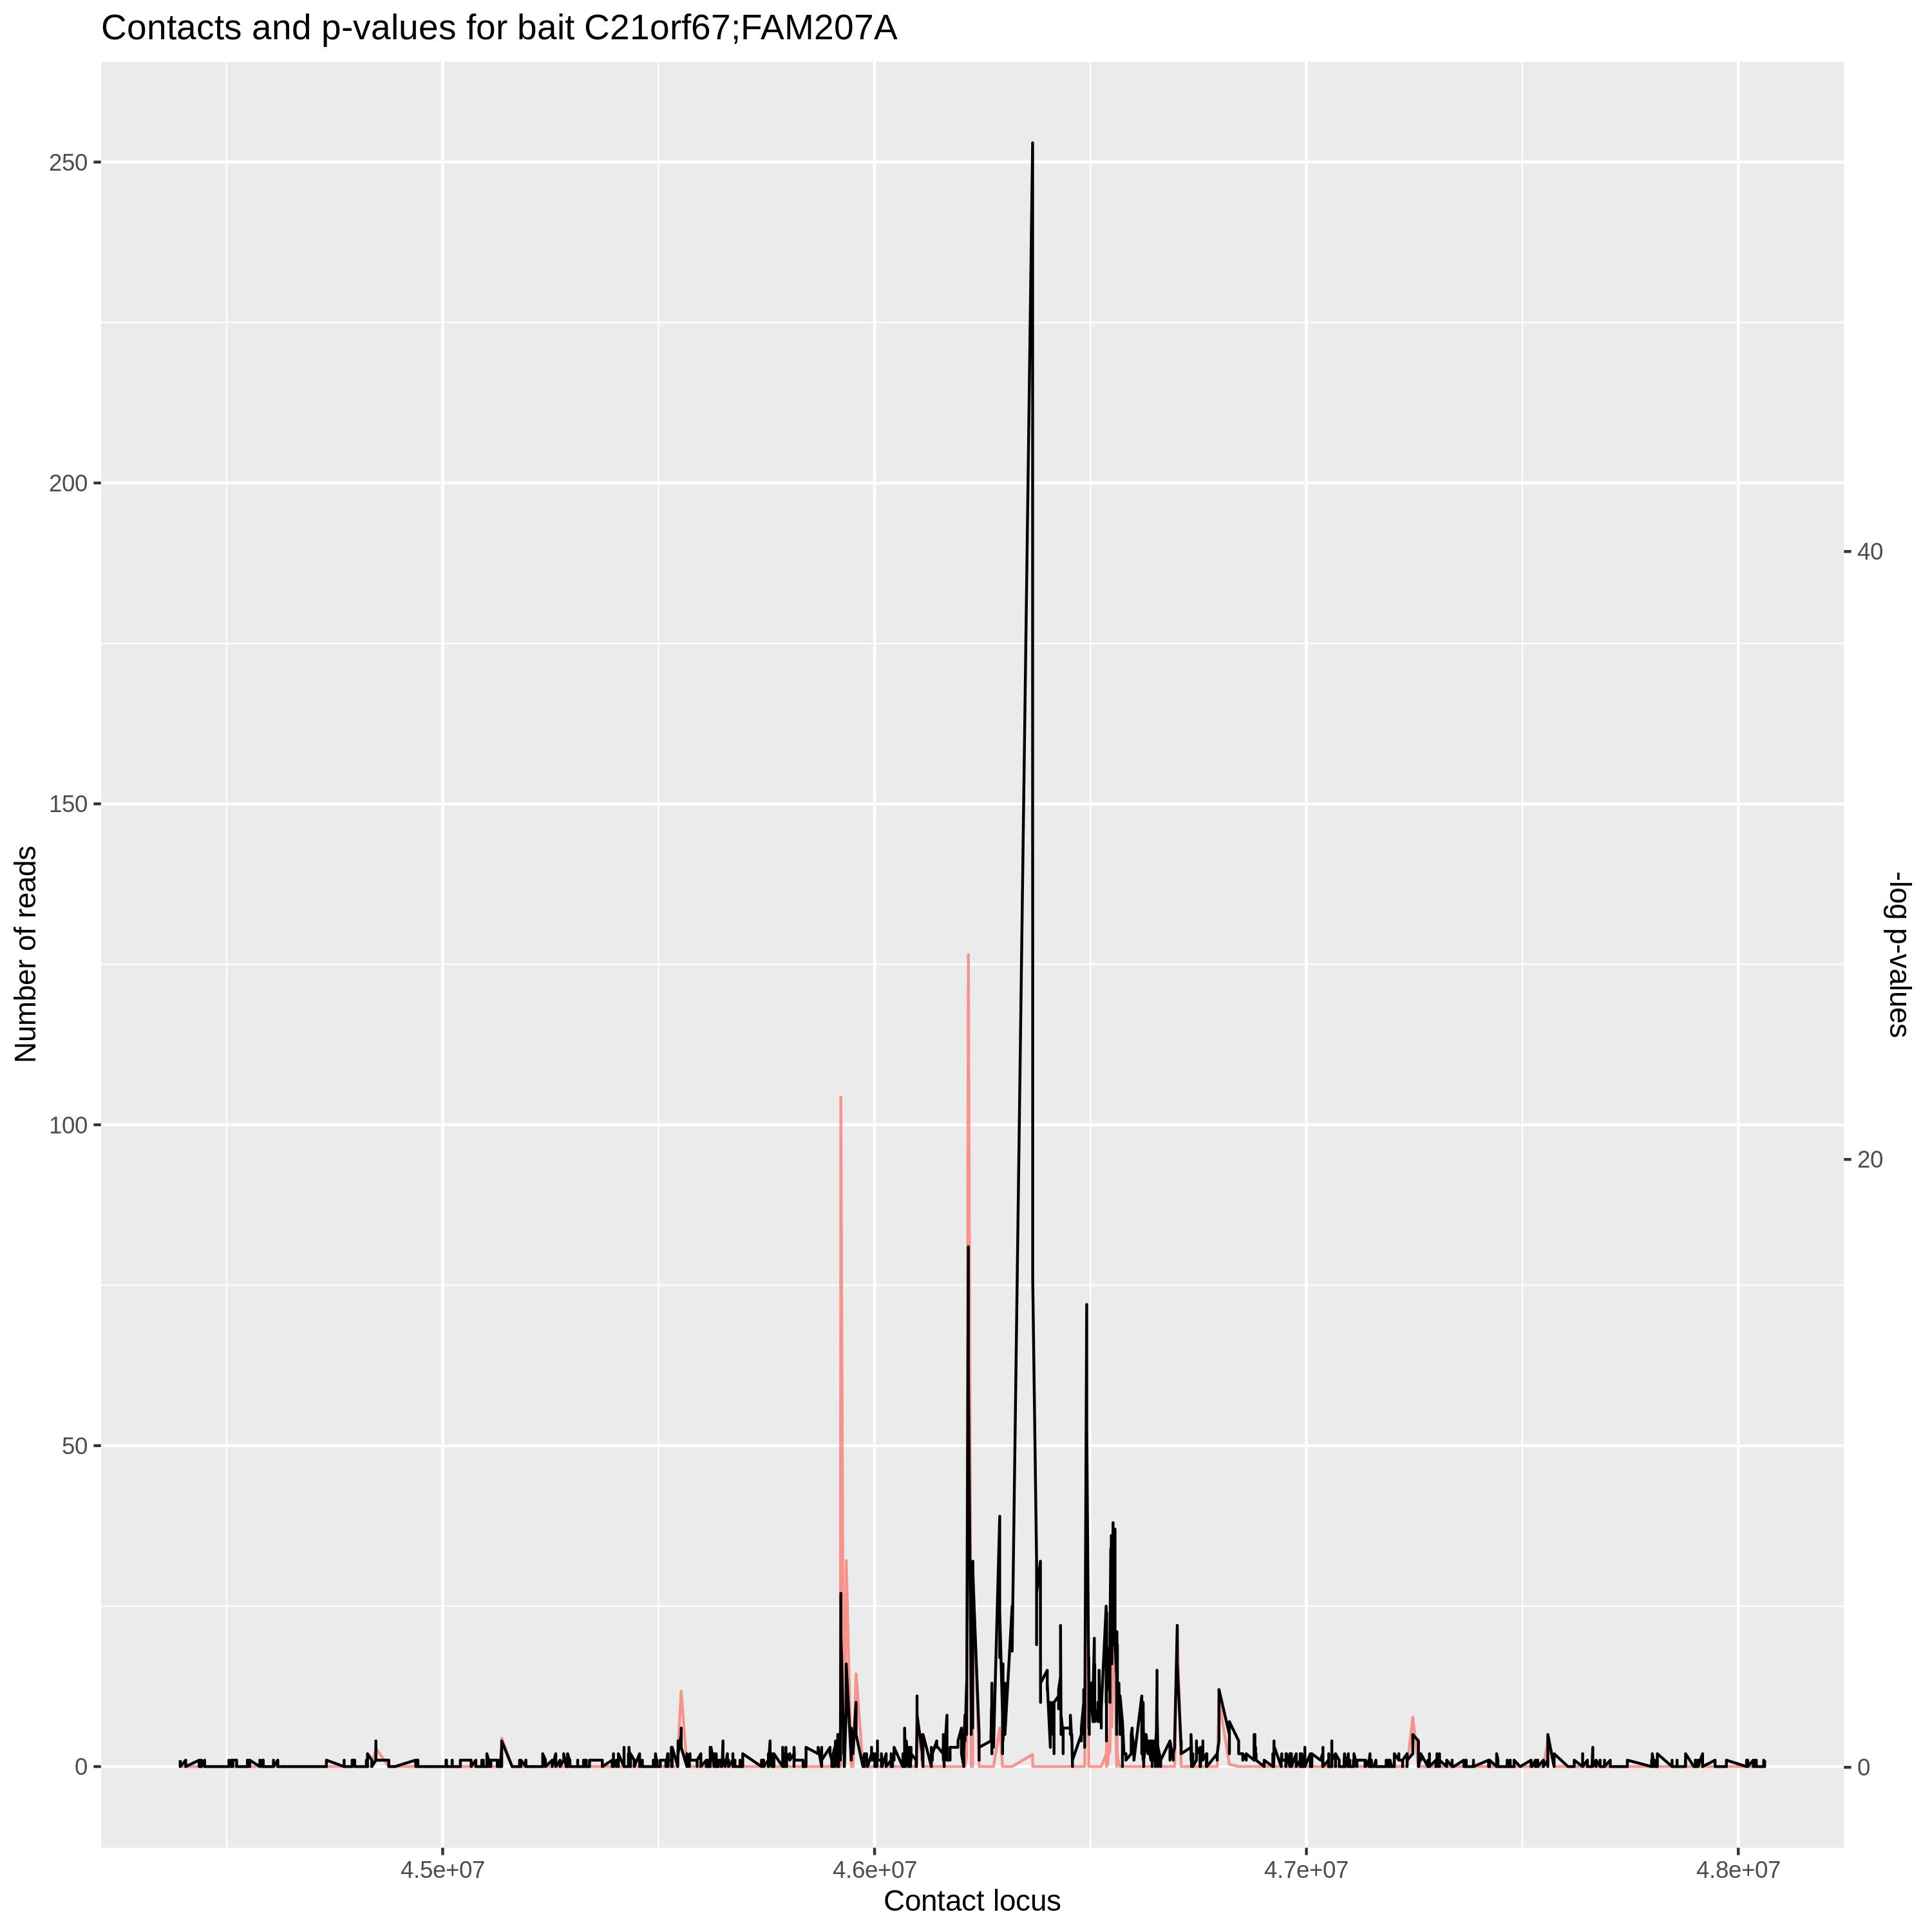 Contacts and p-values for bait C21orf67;FAM207A
250
200
150
100
50
0
Number of reads
40
20
0
-log p-values
4.5e+07
4.6e+07
4.7e+07
4.8e+07
Contact locus